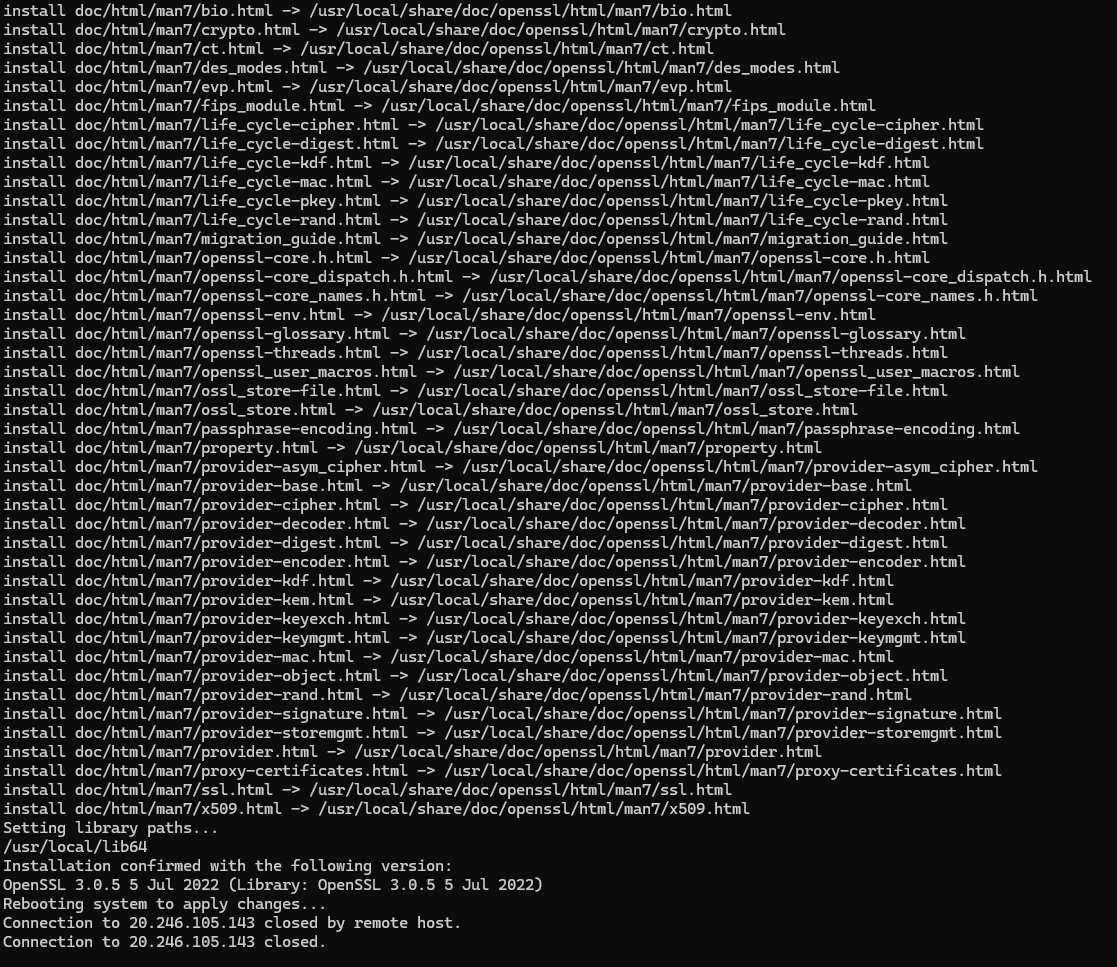 install doc/html/man7/bio.html -> /usr/local/share/doc/openssl/html/man7/bio.html
install doc/html/man7/crypto.html -> /usr/local/share/doc/openssl/html/man7/crypto.html
install doc/html/man7/ct.html -> /usr/local/share/doc/openssl/html/man7/ct.html
install doc/html/man7/des_modes.html -> /usr/local/share/doc/openssl/html/man7/des_modes.html
install doc/html/man7/evp.html -> /usr/local/share/doc/openssl/html/man7/evp.html
install doc/html/man7/fips_module.html -> /usr/local/share/doc/openssl/html/man7/fips_module.html
install doc/html/man7/life_cycle-cipher.html -> /usr/local/share/doc/openssl/html/man7/life_cycle-cipher.html
install doc/html/man7/life_cycle-digest.html -> /usr/local/share/doc/openssl/html/man7/life_cycle-digest.html
install doc/html/man7/life_cycle-kdf.html -> /usr/local/share/doc/openssl/html/man7/life_cycle-kdf.html
install doc/html/man7/life_cycle-mac.html -> /usr/local/share/doc/openssl/html/man7/life_cycle-mac.html
install doc/html/man7/life_cycle-pkey.html -> /usr/local/share/doc/openssl/html/man7/life_cycle-pkey.html
install doc/html/man7/life_cycle-rand.html -> /usr/local/share/doc/openssl/html/man7/life_cycle-rand.html
install doc/html/man7/migration_guide.html -> /usr/local/share/doc/openssl/html/man7/migration_guide.html
install doc/html/man7/openssl-core.h.html -> /usr/local/share/doc/openssl/html/man7/openssl-core.h.html
install doc/html/man7/openssl-core_dispatch.h.html -> /usr/local/share/doc/openssl/html/man7/openssl-core_dispatch.h.html
install doc/html/man7/openssl-core_names.h.html -> /usr/local/share/doc/openssl/html/man7/openssl-core_names.h.html
install doc/html/man7/openssl-env.html -> /usr/local/share/doc/openssl/html/man7/openssl-env.html
install doc/html/man7/openssl-glossary.html -> /usr/local/share/doc/openssl/html/man7/openssl-glossary.html
install doc/html/man7/openssl-threads.html -> /usr/local/share/doc/openssl/html/man7/openssl-threads.html
install doc/html/man7/openssl_user_macros.html -> /usr/local/share/doc/openssl/html/man7/openssl_user_macros.html
install doc/html/man7/ossl_store-file.html -> /usr/local/share/doc/openssl/html/man7/ossl_store-file.html
install doc/html/man7/ossl_store.html -> /usr/local/share/doc/openssl/html/man7/ossl_store.html
install doc/html/man7/passphrase-encoding.html -> /usr/local/share/doc/openssl/html/man7/passphrase-encoding.html
install doc/html/man7/property.html -> /usr/local/share/doc/openssl/html/man7/property.html
install doc/html/man7/provider-asym_cipher.html -> /usr/local/share/doc/openssl/html/man7/provider-asym_cipher.html
install doc/html/man7/provider-base.html -> /usr/local/share/doc/openssl/html/man7/provider-base.html
install doc/html/man7/provider-cipher.html -> /usr/local/share/doc/openssl/html/man7/provider-cipher.html
install doc/html/man7/provider-decoder.html -> /usr/local/share/doc/openssl/html/man7/provider-decoder.html
install doc/html/man7/provider-digest.html -> /usr/local/share/doc/openssl/html/man7/provider-digest.html
install doc/html/man7/provider-encoder.html -> /usr/local/share/doc/openssl/html/man7/provider-encoder.html
install doc/html/man7/provider-kdf.html -> /usr/local/share/doc/openssl/html/man7/provider-kdf.html
install doc/html/man7/provider-kem.html -> /usr/local/share/doc/openssl/html/man7/provider-kem.html
install doc/html/man7/provider-keyexch.html -> /usr/local/share/doc/openssl/html/man7/provider-keyexch.html
install doc/html/man7/provider-keymgmt.html -> /usr/local/share/doc/openssl/html/man7/provider-keymgmt.html
install doc/html/man7/provider-mac.html -> /usr/local/share/doc/openssl/html/man7/provider-mac.html
install doc/html/man7/provider-object.html -> /usr/local/share/doc/openssl/html/man7/provider-object.html
install doc/html/man7/provider-rand.html -> /usr/local/share/doc/openssl/html/man7/provider-rand.html
install doc/html/man7/provider-signature.html -> /usr/local/share/doc/openssl/html/man7/provider-signature.html
install doc/html/man7/provider-storemgmt.html -> /usr/local/share/doc/openssl/html/man7/provider-storemgmt.html
install doc/html/man7/provider.html -> /usr/local/share/doc/openssl/html/man7/provider.html
install doc/html/man7/proxy-certificates.html -> /usr/local/share/doc/openssl/html/man7/proxy-certificates.html
install doc/html/man7/ssl.html -> /usr/local/share/doc/openssl/html/man7/ssl.html
install doc/html/man7/x509.html -> /usr/local/share/doc/openssl/html/man7/x509.html
Setting library paths...
/usr/local/lib64
Installation confirmed with the following version:
OpenSSL 3.0.5 5 Jul 2022 (Library: OpenSSL 3.0.5 5 Jul 2022)
Rebooting system to apply changes...
Connection to 20.246.105.143 closed by remote host.
Connection to 20.246.105.143 closed.